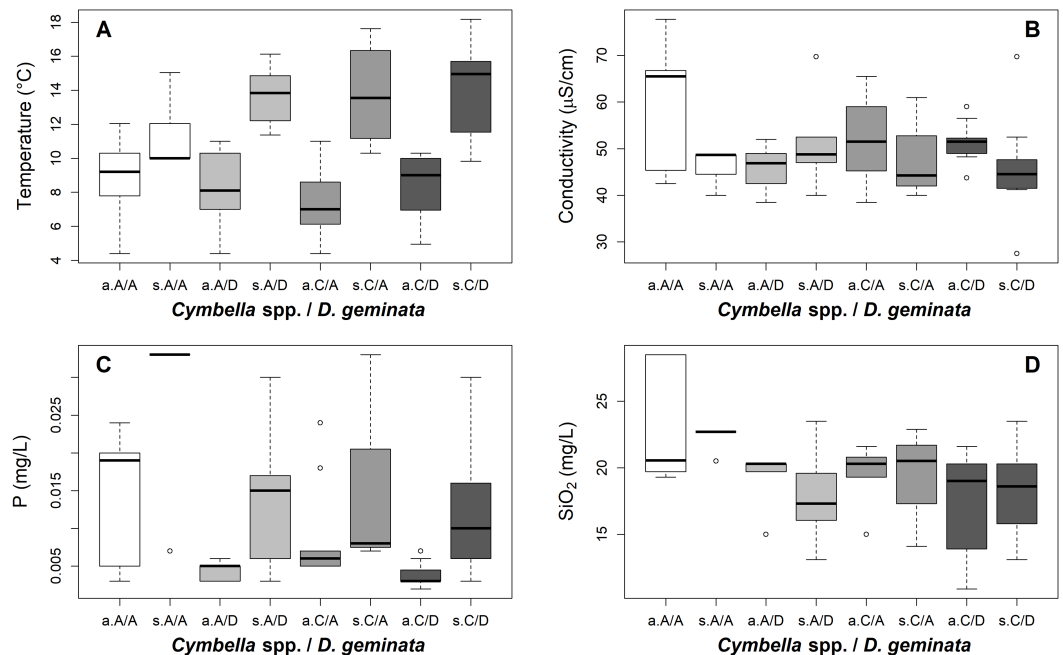 A
Temperature (°C)
18
16
14
12
10
8
6
4
a.A/A s.A/A a.A/D s.A/D a.C/A s.C/A a.C/D s.C/D
Cymbella spp. / D. geminata
B
Conductivity (µS/cm)
70
60
50
40
30
a.A/A s.A/A a.A/D s.A/D a.C/A s.C/A a.C/D s.C/D
Cymbella spp. / D. geminata
C
P (mg/L)
0.025
0.015
0.005
a.A/A s.A/A a.A/D s.A/D a.C/A s.C/A a.C/D s.C/D
Cymbella spp. / D. geminata
D
SiO₂ (mg/L)
25
20
15
a.A/A s.A/A a.A/D s.A/D a.C/A s.C/A a.C/D s.C/D
Cymbella spp. / D. geminata